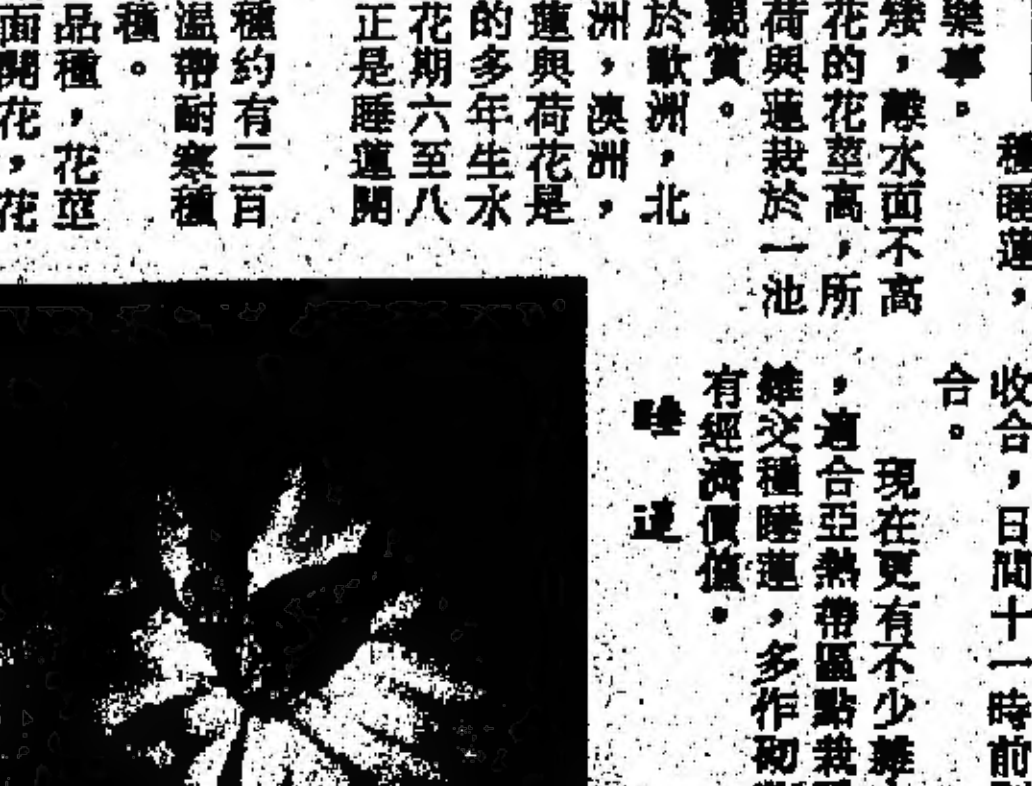 種睡蓮，
樂事。
矮，離水面不高
花的花莖高，所
荷與蓮栽於一池
觀賞。
於歐洲，北
洲，澳洲，
蓮與荷花是
的多年生水
花期六至八
正是睡蓮開
種約有二百
溫帶耐寒種
種。
品種，花莖
面開花，花
收合，日間十一時前
合。
現在更有不少雜
，適合亞熱帶區點栽
雜交種睡蓮，多作砌
有經濟價值。
睡蓮